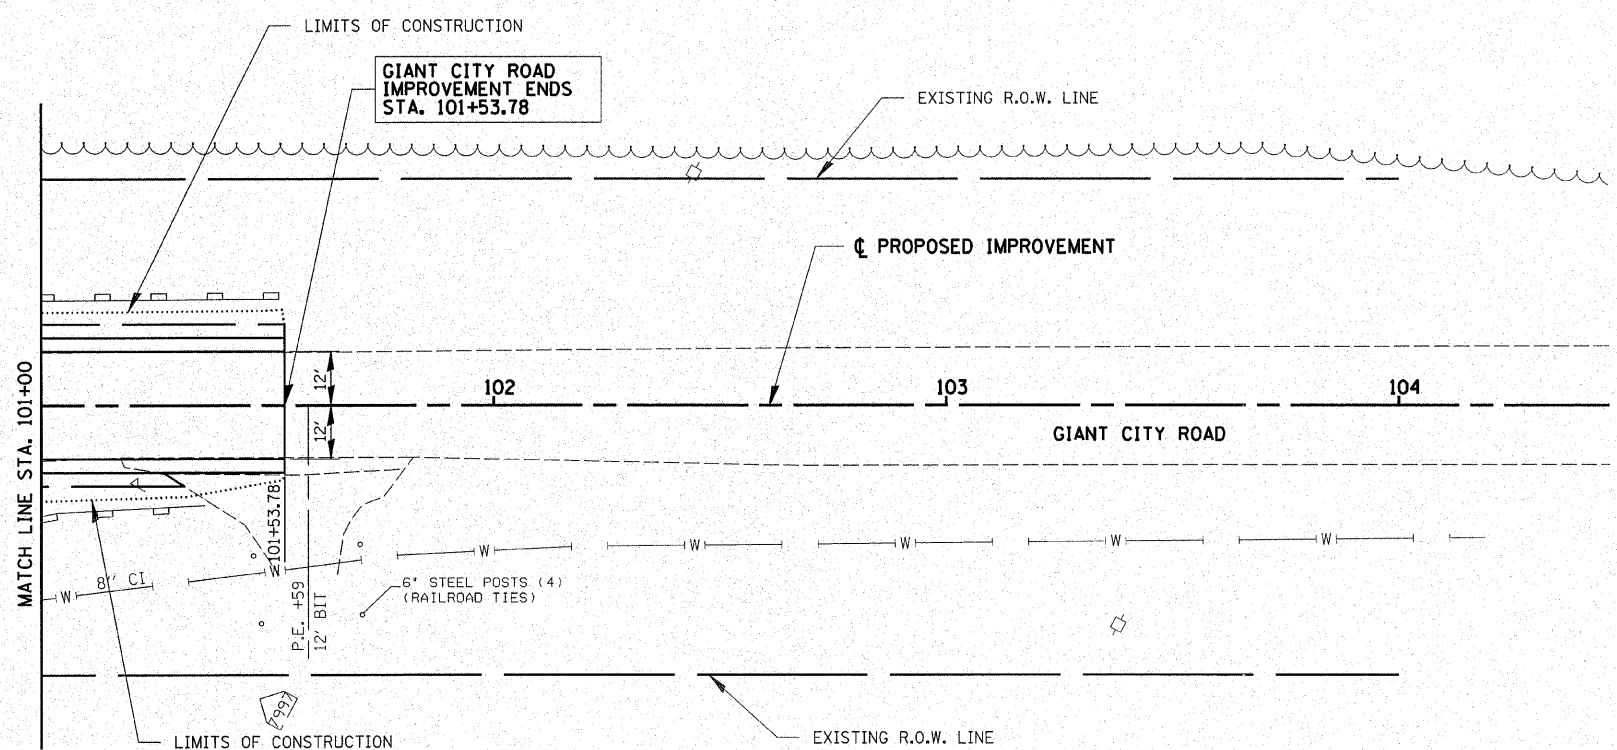 LIMITS OF CONSTRUCTION
GIANT CITY ROAD
IMPROVEMENT ENDS
STA. 101+53.78
EXISTING R.O.W. LINE
℄ PROPOSED IMPROVEMENT
MATCH LINE STA. 101+00
12'
12'
102
103
104
GIANT CITY ROAD
101+53.78
P.E. +59
12' BIT
W
8" CI
W
W
W
W
W
W
6" STEEL POSTS (4)
(RAILROAD TIES)
7997
LIMITS OF CONSTRUCTION
EXISTING R.O.W. LINE